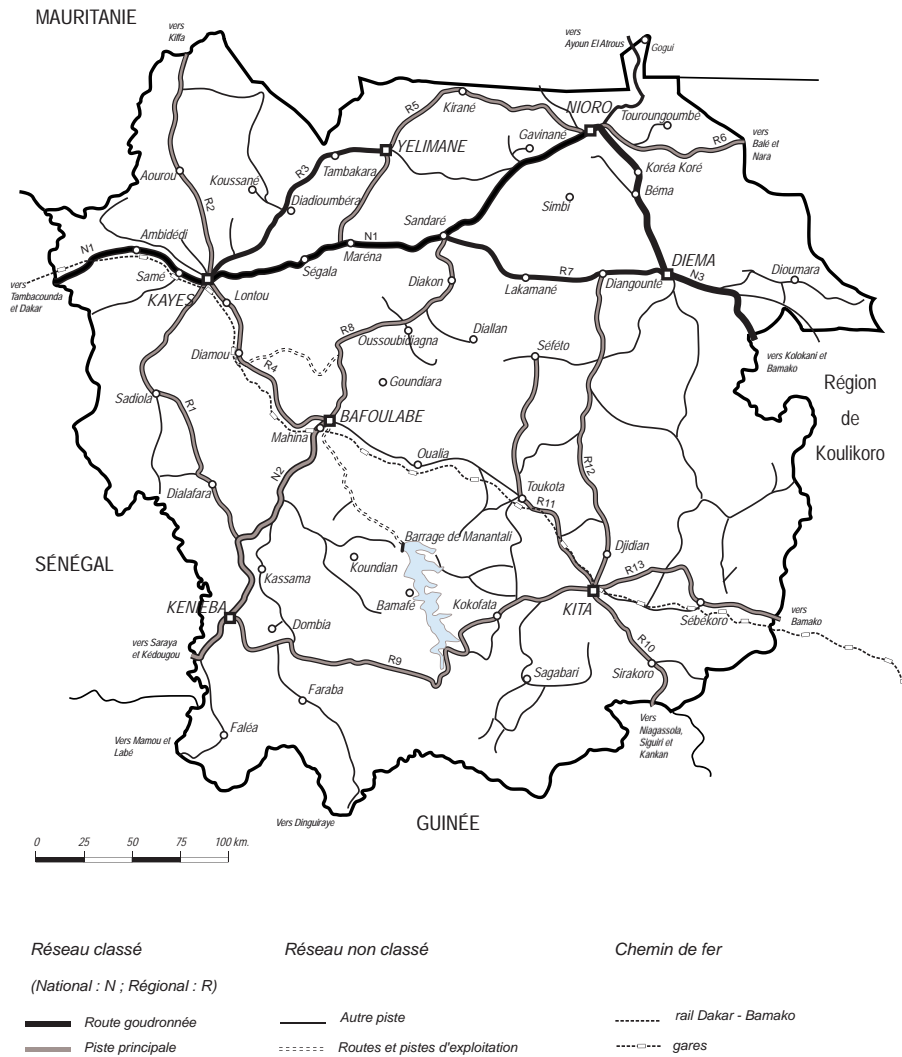 MAURITANIE
vers
Kiffa
vers
Ayoun El Atrous
Gogui
Kirané
R5
NIORO
Touroungoumbé
Gavinané
R6
vers
Balé et
Nara
YELIMANE
Aourou
Koussané
R3
Tambakara
Koréa Koré
Béma
R2
Diadioumbéra
Simbi
Ambidédi
Sandaré
N1
N1
Samé
Ségala
Maréna
DIEMA
R7
N3
Dioumara
vers
Tambacounda
et Dakar
KAYES
Lontou
Diakon
Lakamané
Diangounté
R8
Oussoubidiagna
Diallan
Diamou
R4
Séféto
vers Kolokani et
Bamako
Goundiara
Région
de
Koulikoro
Sadiola
R1
BAFOULABE
Mahina
Oualia
N2
R12
Dialafara
Toukota
R11
Barrage de Manantali
Djidian
SÉNÉGAL
Koundian
Kassama
R13
Bamafé
Kokofata
KITA
KENIEBA
Sébékoro
vers
Bamako
Dombia
vers Saraya
et Kédougou
R9
R10
Sagabari
Sirakoro
Faraba
Faléa
Vers Mamou et
Labé
Vers
Niagassola,
Siguiri et
Kankan
Vers Dinguiraye
GUINÉE
0 25 50 75 100 km.
Réseau classé
Réseau non classé
Chemin de fer
(National : N ; Régional : R)
Route goudronnée
Autre piste
rail Dakar - Bamako
Piste principale
Routes et pistes d'exploitation
gares